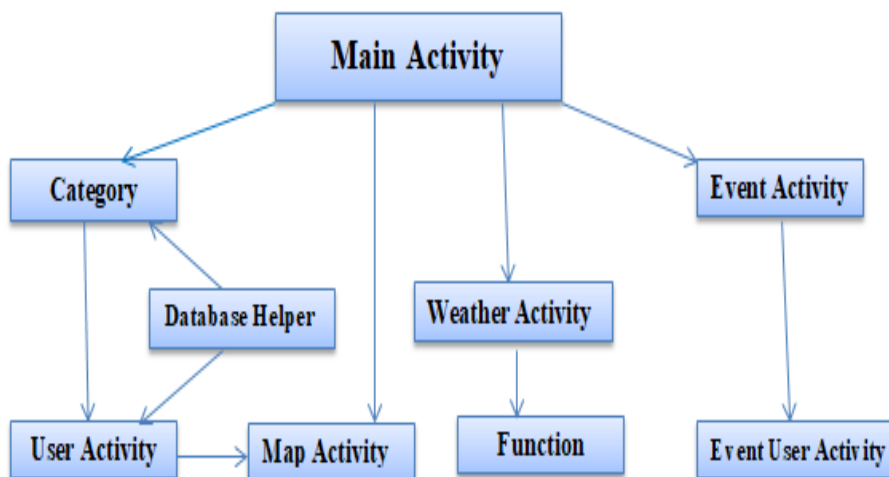 Main Activity
Category
Event Activity
Database Helper
Weather Activity
User Activity
Map Activity
Function
Event User Activity